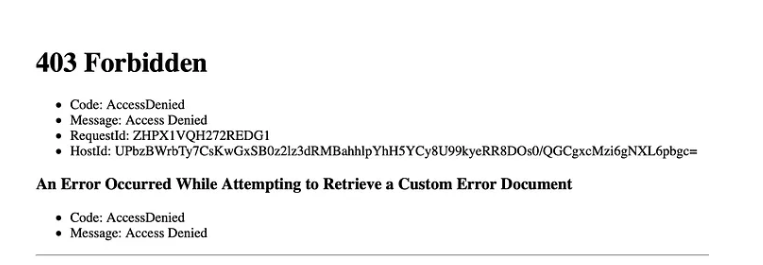 403 Forbidden
Code: AccessDenied
Message: Access Denied
RequestId: ZHPX1VQH272REDG1
HostId: UPbzBWrbTy7CsKwGxSB0z2lz3dRMBahhlpYhH5YCy8U99kyeRR8DOs0/QGCgxcMzi6gNXL6pbgc=
An Error Occurred While Attempting to Retrieve a Custom Error Document
Code: AccessDenied
Message: Access Denied